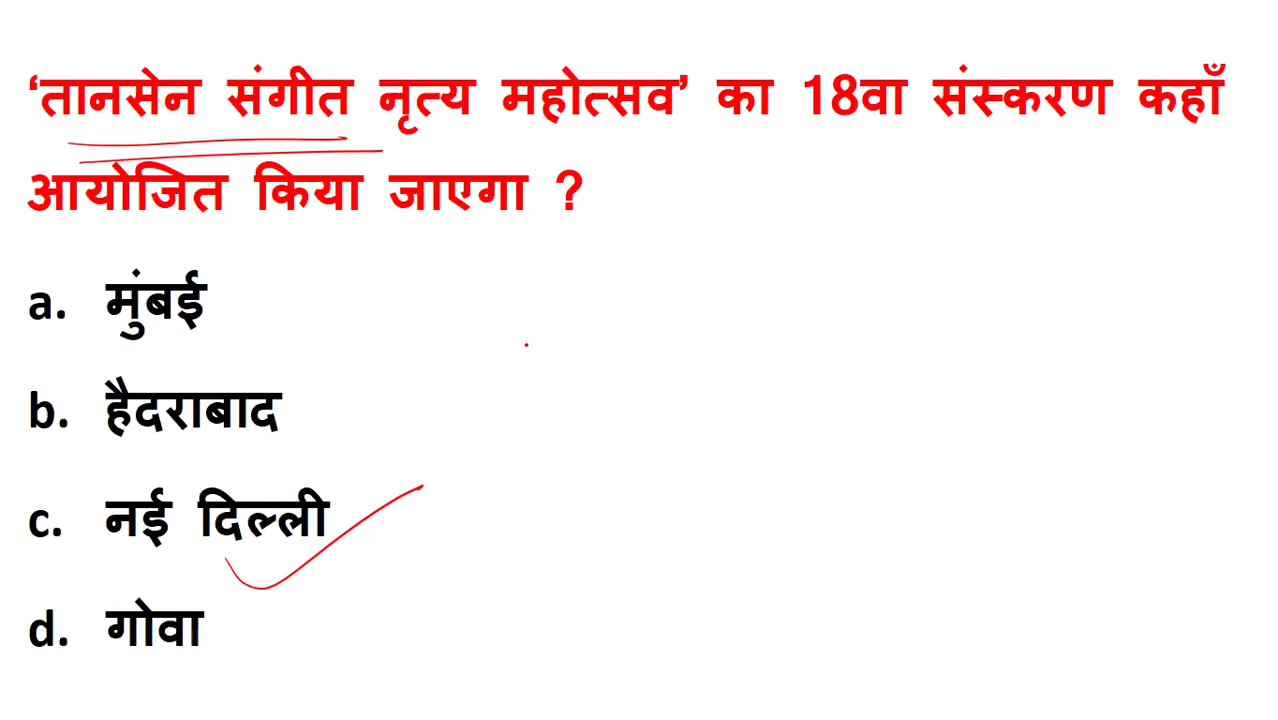 ‘तानसेन संगीत नृत्य महोत्सव’ का 18वा संस्करण कहाँ
आयोजित किया जाएगा ?
a. मुंबई
b. हैदराबाद
c. नई दिल्ली
d. गोवा